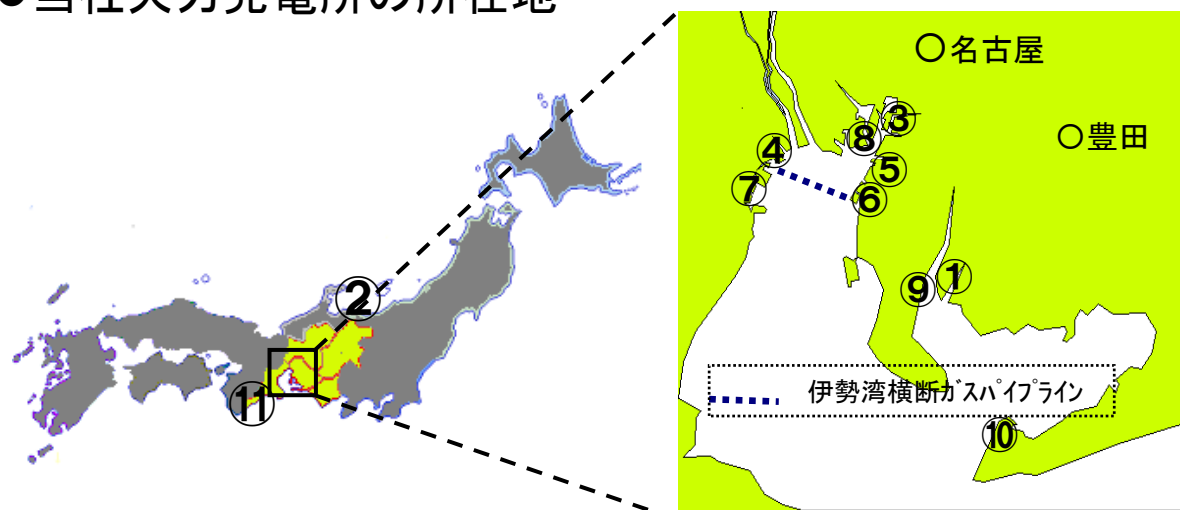 ●当社火力発電所の所在地
○名古屋
③
⑧
○豊田
④
⑤
⑦
⑥
②
⑨
①
伊勢湾横断ｶﾞｽﾊﾟｲﾌﾟﾗｲﾝ
⑪
⑩